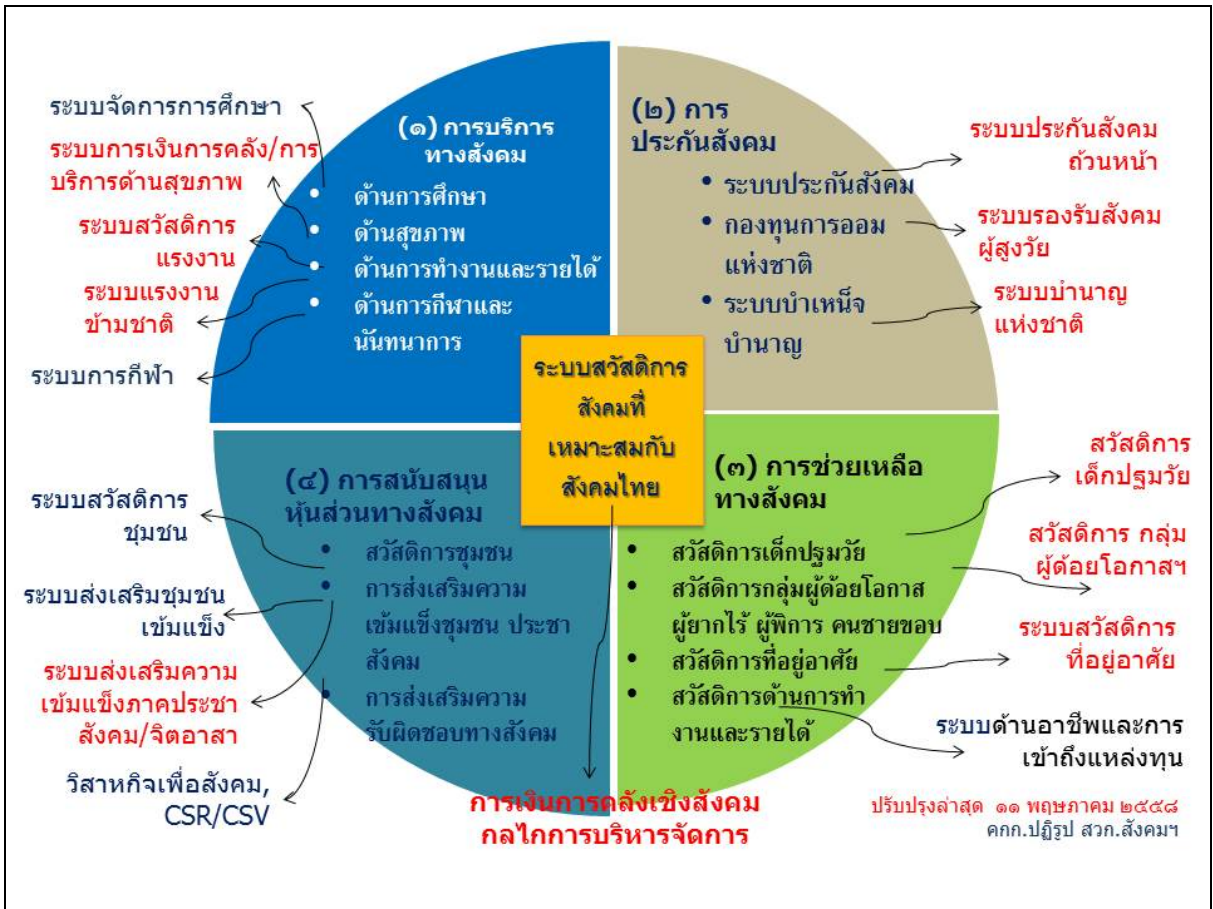 ระบบจัดการการศึกษา
ระบบการเงินการคลัง/การ
บริการด้านสุขภาพ
ระบบสวัสดิการ
แรงงาน
ระบบแรงงาน
ข้ามชาติ
ระบบการกีฬา
(๑) การบริการ
ทางสังคม
• ด้านการศึกษา
• ด้านสุขภาพ
• ด้านการทำงานและรายได้
• ด้านการกีฬาและ
นันทนาการ
(๒) การ
ประกันสังคม
• ระบบประกันสังคม
• กองทุนการออม
แห่งชาติ
• ระบบบำเหน็จ
บำนาญ
ระบบประกันสังคม
ถ้วนหน้า
ระบบรองรับสังคม
ผู้สูงวัย
ระบบบำนาญ
แห่งชาติ
ระบบสวัสดิการ
สังคมที่
เหมาะสมกับ
สังคมไทย
(๓) การช่วยเหลือ
ทางสังคม
• สวัสดิการเด็กปฐมวัย
• สวัสดิการกลุ่มผู้ด้อยโอกาส
ผู้ยากไร้ ผู้พิการ คนชายขอบ
• สวัสดิการที่อยู่อาศัย
• สวัสดิการด้านการทำ
งานและรายได้
สวัสดิการ
เด็กปฐมวัย
สวัสดิการ กลุ่ม
ผู้ด้อยโอกาสฯ
ระบบสวัสดิการ
ที่อยู่อาศัย
ระบบด้านอาชีพและการ
เข้าถึงแหล่งทุน
(๔) การสนับสนุน
หุ้นส่วนทางสังคม
• สวัสดิการชุมชน
• การส่งเสริมความ
เข้มแข็งชุมชน ประชา
สังคม
• การส่งเสริมความ
รับผิดชอบทางสังคม
ระบบสวัสดิการ
ชุมชน
ระบบส่งเสริมชุมชน
เข้มแข็ง
ระบบส่งเสริมความ
เข้มแข็งภาคประชา
สังคม/จิตอาสา
วิสาหกิจเพื่อสังคม,
CSR/CSV
การเงินการคลังเชิงสังคม
กลไกการบริหารจัดการ
ปรับปรุงล่าสุด ๑๑ พฤษภาคม ๒๕๕๘
คกก.ปฏิรูป สวก.สังคมฯ